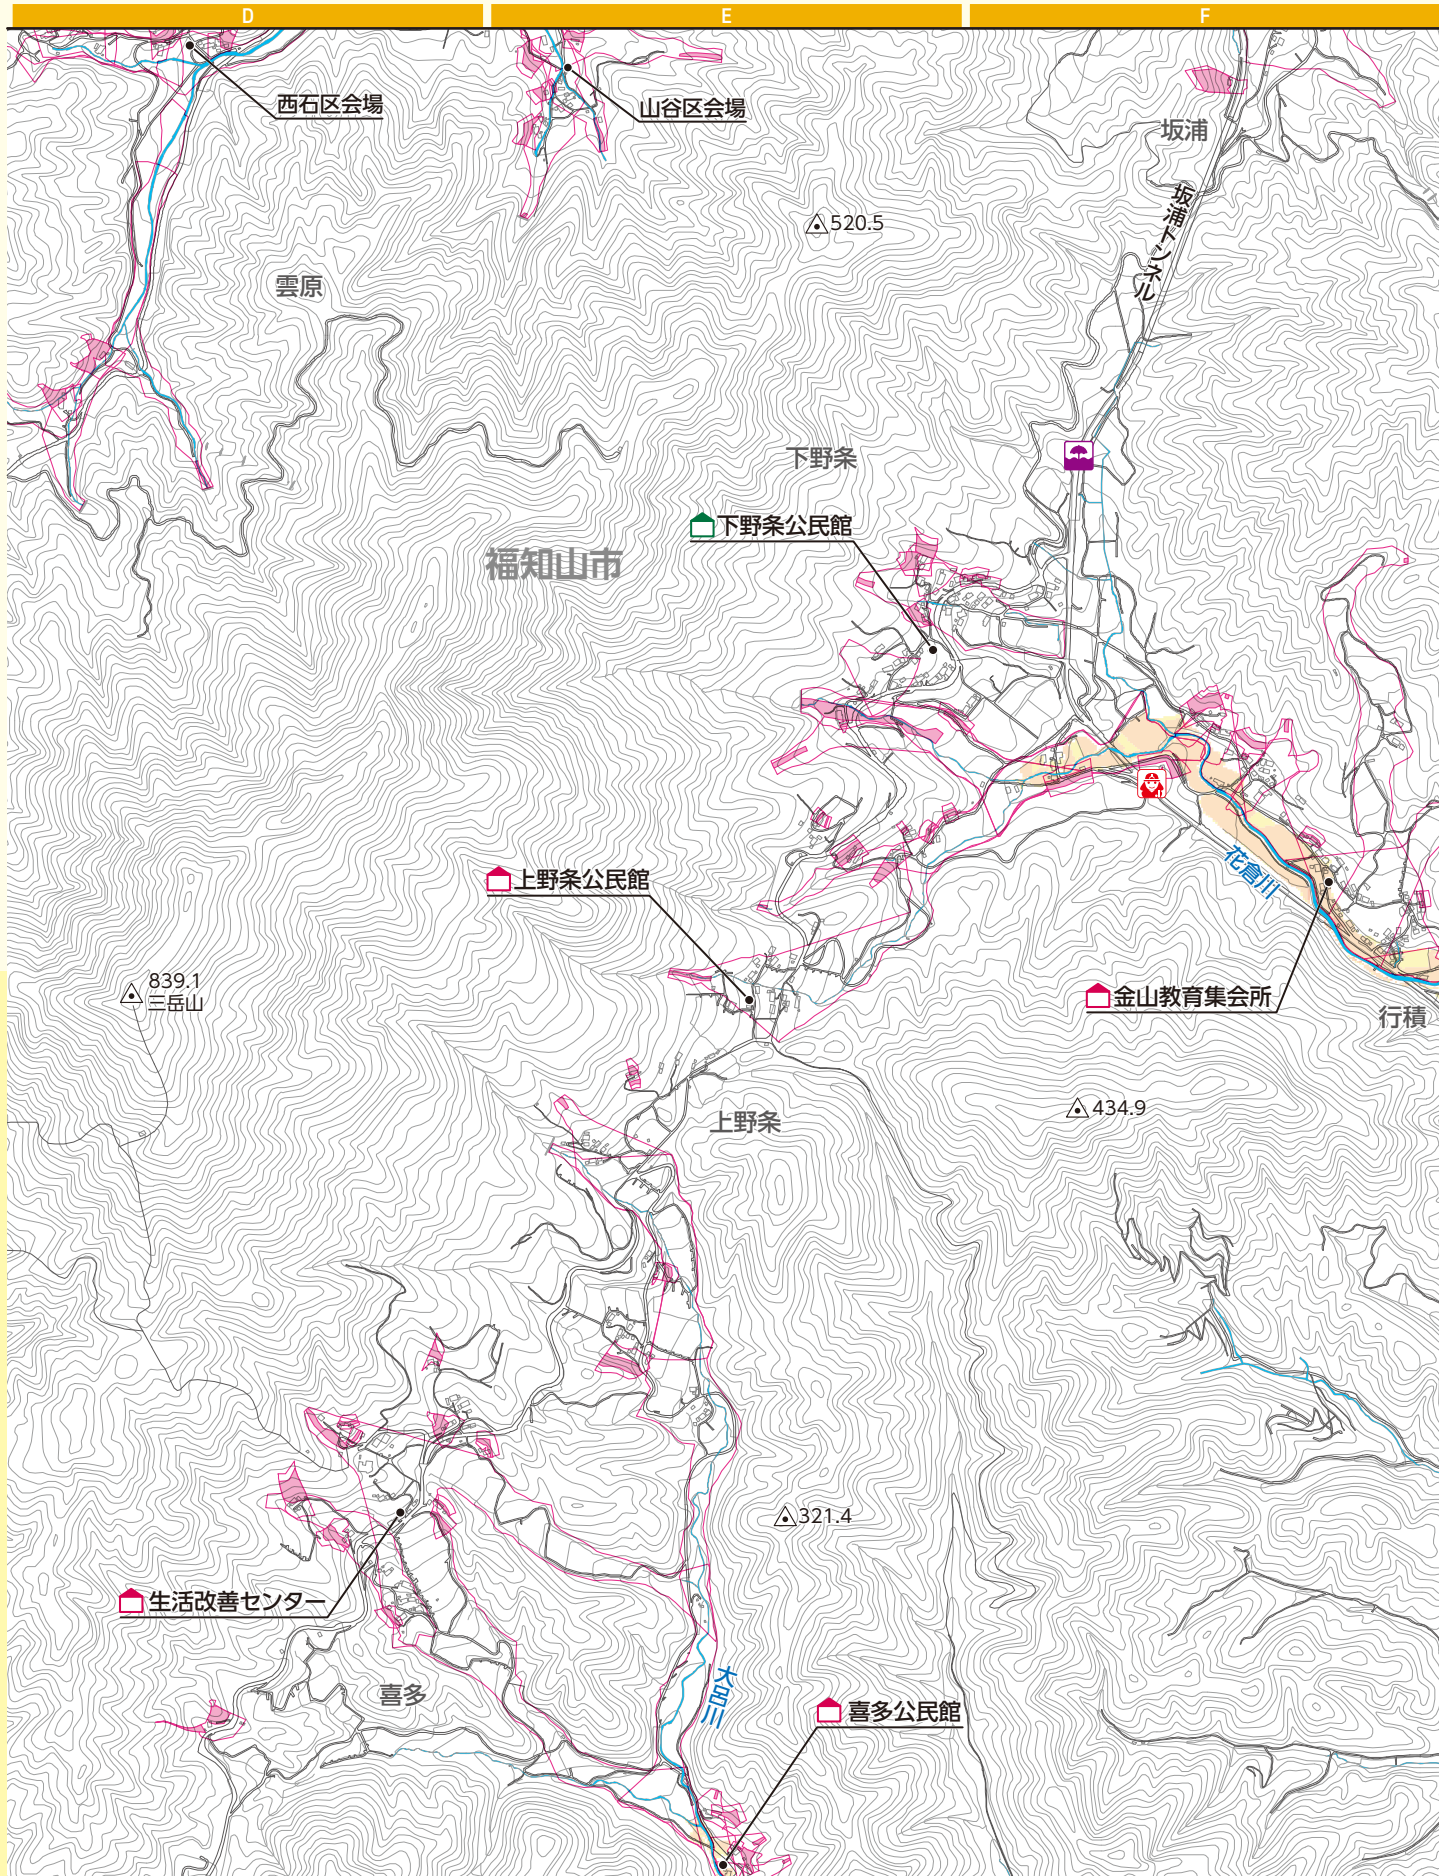 D
E
F
西石区会場
山谷区会場
坂浦
坂浦トンネル
520.5
雲原
下野条
下野条公民館
福知山市
上野条公民館
花倉川
839.1
三岳山
金山教育集会所
行積
434.9
上野条
321.4
生活改善センター
大呂川
喜多
喜多公民館